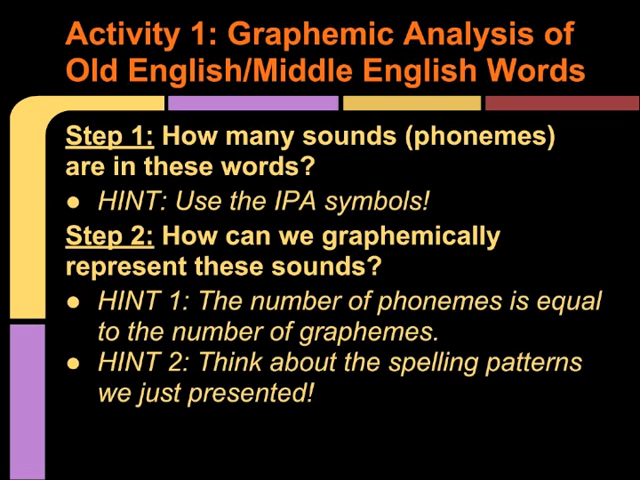 Activity 1: Graphemic Analysis of
Old English/Middle English Words
Step 1: How many sounds (phonemes)
are in these words?
● HINT: Use the IPA symbols!
Step 2: How can we graphemically
represent these sounds?
● HINT 1: The number of phonemes is equal
to the number of graphemes.
● HINT 2: Think about the spelling patterns
we just presented!